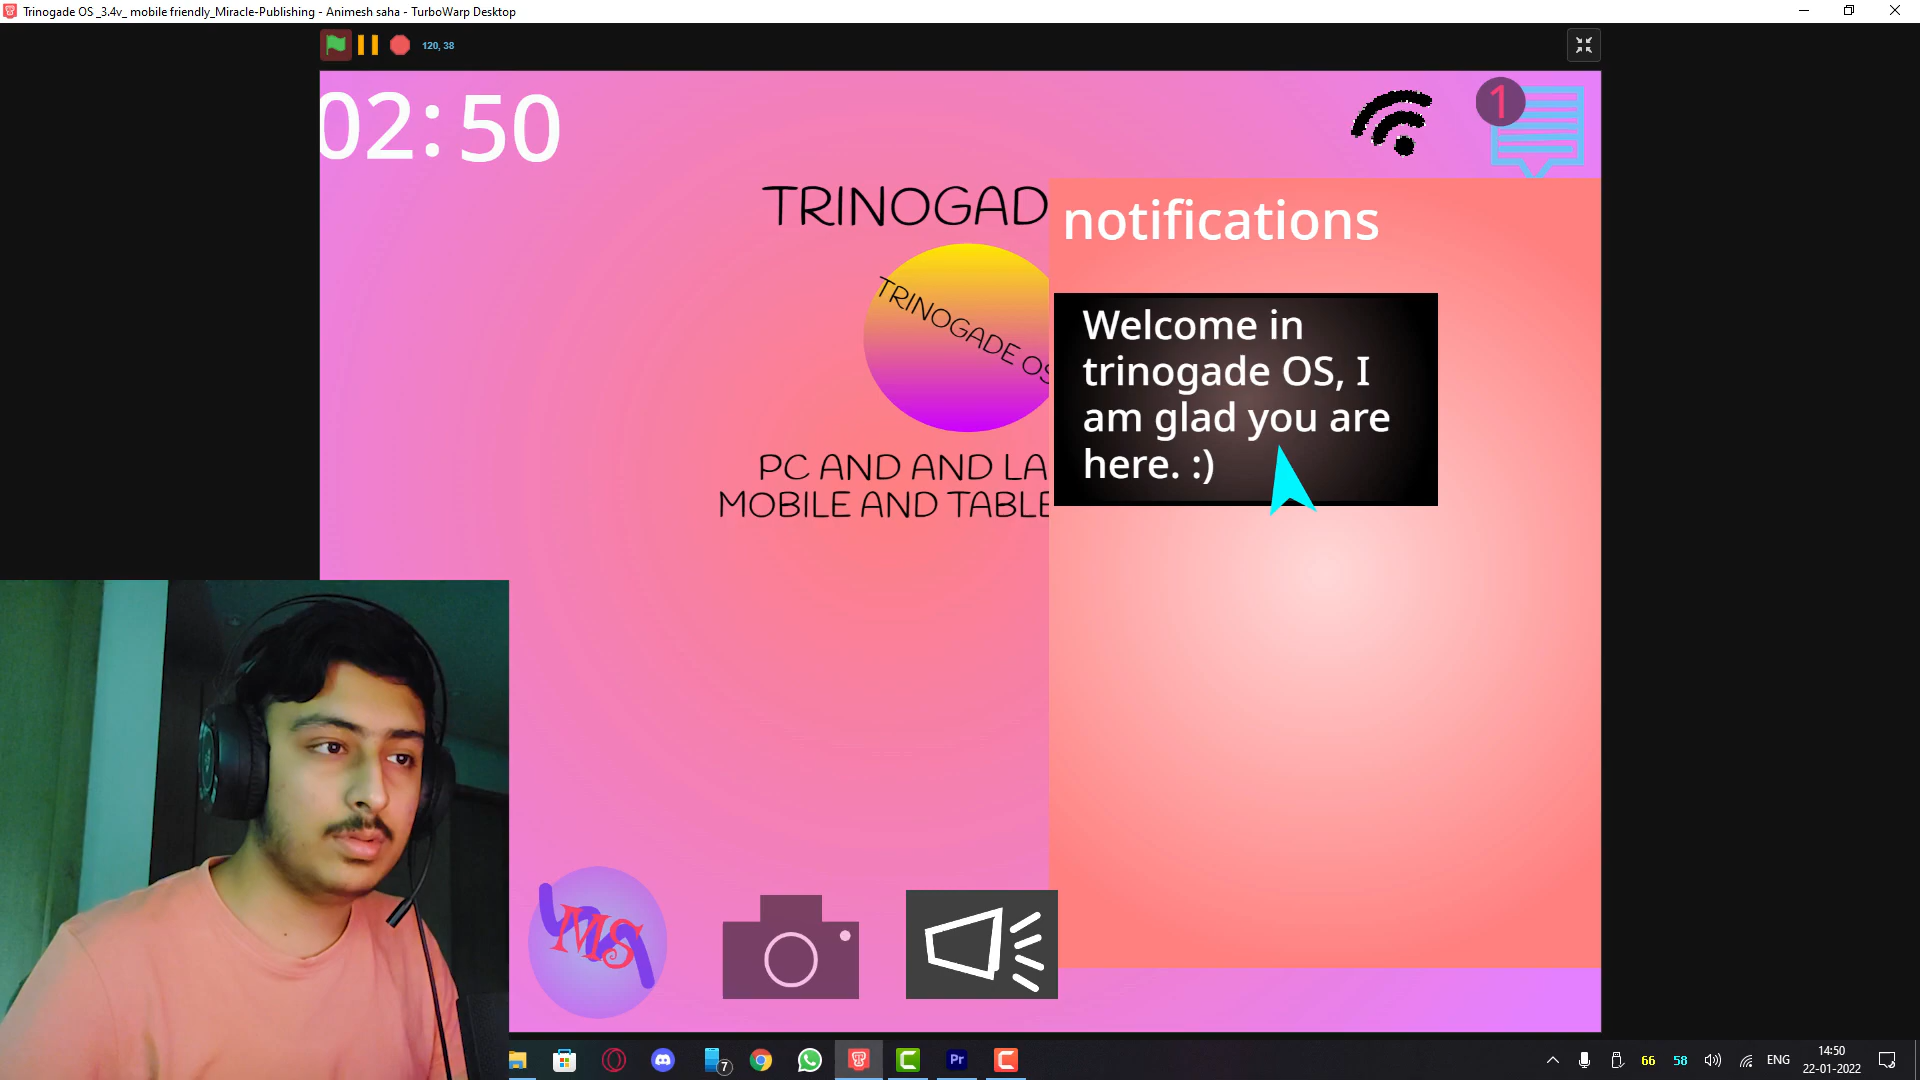 Trinogade OS _3.4v_ mobile friendly_Miracle-Publishing - Animesh saha - TurboWarp Desktop
120, 38
02:50
1
TRINOGAD
notifications
TRINOGADE OS
Welcome in
trinogade OS, I
am glad you are
here. :)
PC AND AND LA
MOBILE AND TABLE
MS
7
Pr
66
58
ENG
14:50
22-01-2022